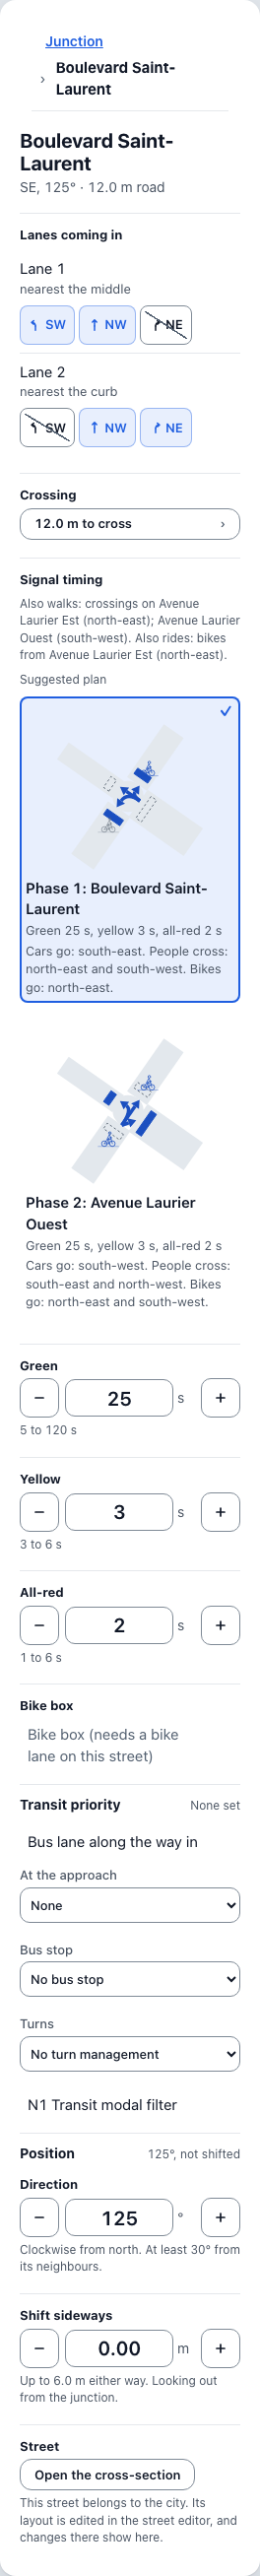 Junction
› Boulevard Saint-
Laurent
Boulevard Saint-
Laurent
SE, 125° · 12.0 m road
Lanes coming in
Lane 1
nearest the middle
SW NW NE
Lane 2
nearest the curb
SW NW NE
Crossing
12.0 m to cross ›
Signal timing
Also walks: crossings on Avenue
Laurier Est (north-east); Avenue Laurier
Ouest (south-west). Also rides: bikes
from Avenue Laurier Est (north-east).
Suggested plan
Phase 1: Boulevard Saint-
Laurent
Green 25 s, yellow 3 s, all-red 2 s
Cars go: south-east. People cross:
north-east and south-west. Bikes
go: north-east.
Phase 2: Avenue Laurier
Ouest
Green 25 s, yellow 3 s, all-red 2 s
Cars go: south-west. People cross:
south-east and north-west. Bikes
go: north-east and south-west.
Green
− 25 s +
5 to 120 s
Yellow
− 3 s +
3 to 6 s
All-red
− 2 s +
1 to 6 s
Bike box
Bike box (needs a bike
lane on this street)
Transit priority None set
Bus lane along the way in
At the approach
None
Bus stop
No bus stop
Turns
No turn management
N1 Transit modal filter
Position 125°, not shifted
Direction
− 125 ° +
Clockwise from north. At least 30° from
its neighbours.
Shift sideways
− 0.00 m +
Up to 6.0 m either way. Looking out
from the junction.
Street
Open the cross-section
This street belongs to the city. Its
layout is edited in the street editor, and
changes there show here.